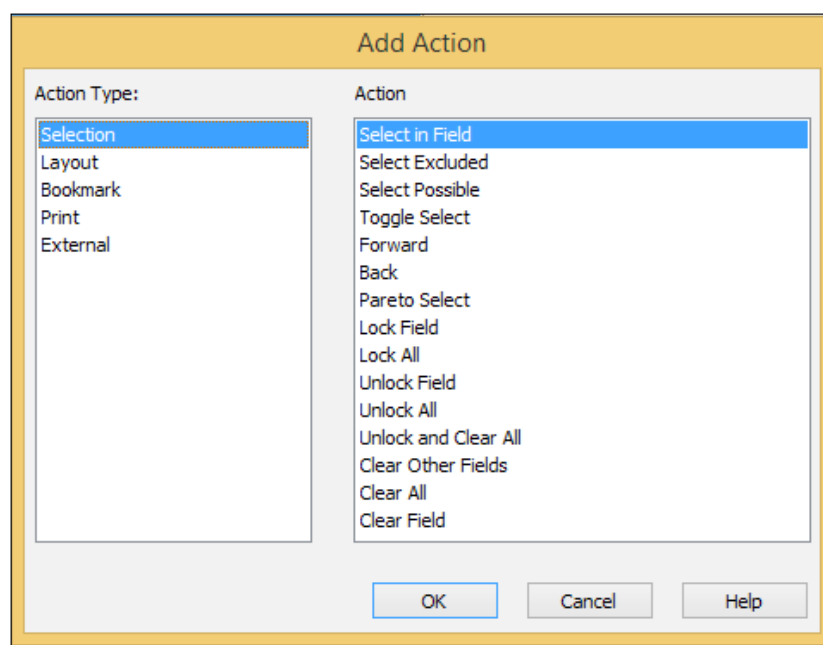 Add Action
Action Type:
Selection
Layout
Bookmark
Print
External
Action
Select in Field
Select Excluded
Select Possible
Toggle Select
Forward
Back
Pareto Select
Lock Field
Lock All
Unlock Field
Unlock All
Unlock and Clear All
Clear Other Fields
Clear All
Clear Field
OK
Cancel
Help